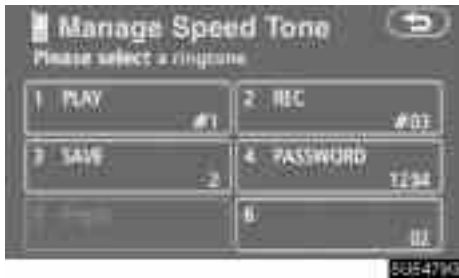 Manage Speed Tone
Please select a ringtone
1 PLAY
#1
2 REC
#03
3 SAVE
2
4 PASSWORD
1234
6
02